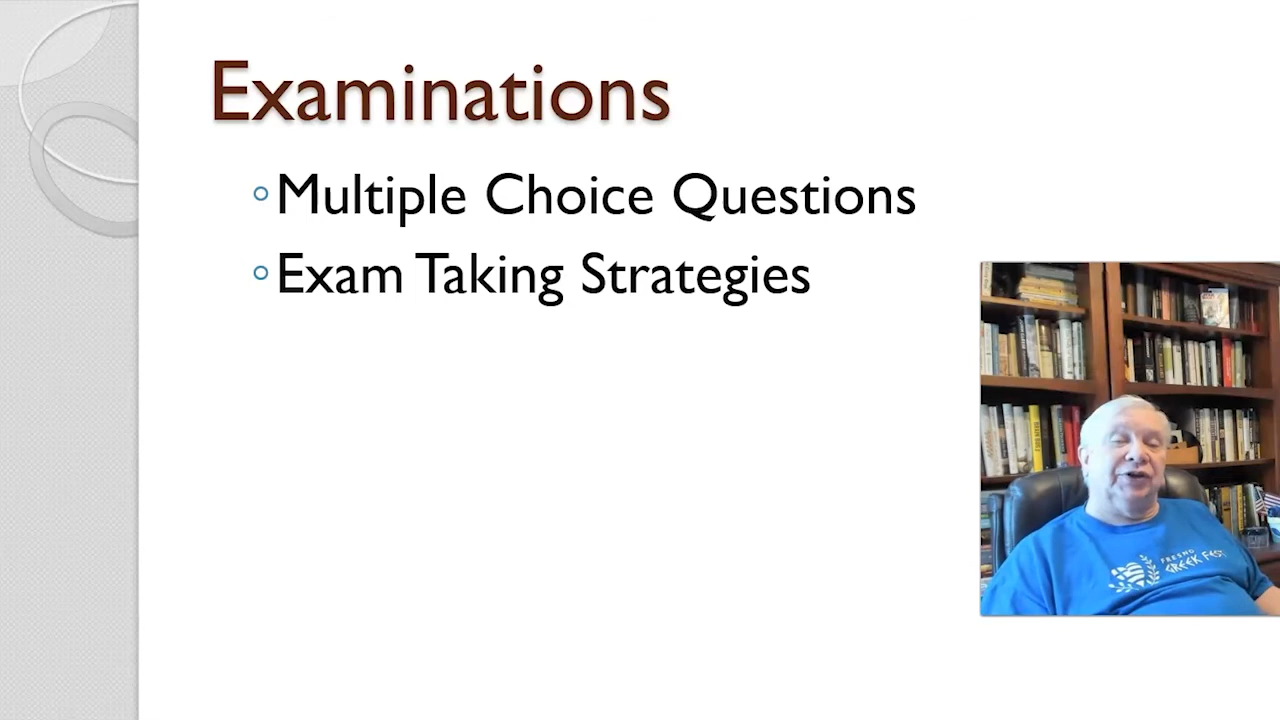 Examinations
Multiple Choice Questions
Exam Taking Strategies
FRESNO
GREEK FEST